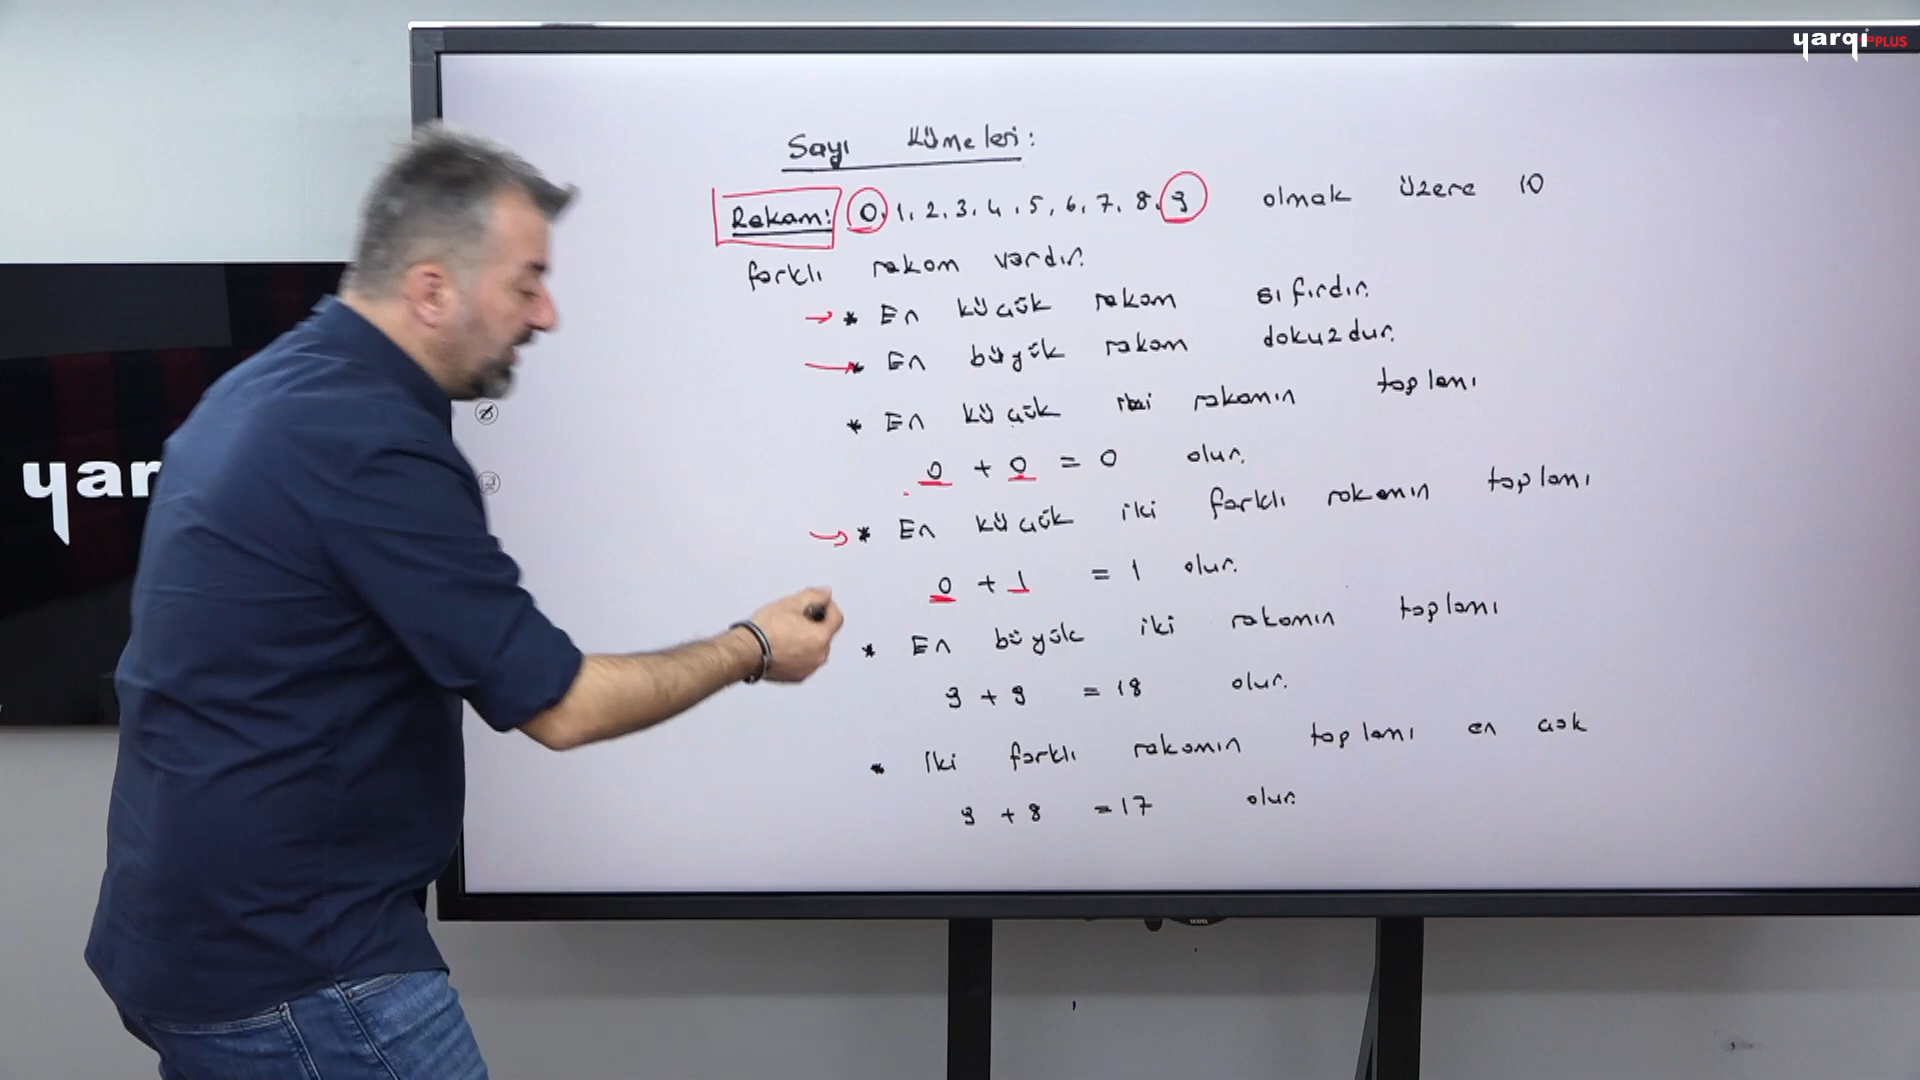 yarqı PLUS
Sayı Kümeleri:
Rakam: 0, 1, 2, 3, 4, 5, 6, 7, 8, 9 olmak üzere 10
farklı rakam vardır.
* En küçük rakam sıfırdır.
* En büyük rakam dokuzdur.
* En küçük iki rakamın toplamı
0 + 0 = 0 olur.
* En küçük iki farklı rakamın toplamı
0 + 1 = 1 olur.
* En büyük iki rakamın toplamı
9 + 9 = 18 olur.
* İki farklı rakamın toplamı en çok
9 + 8 = 17 olur.
yar